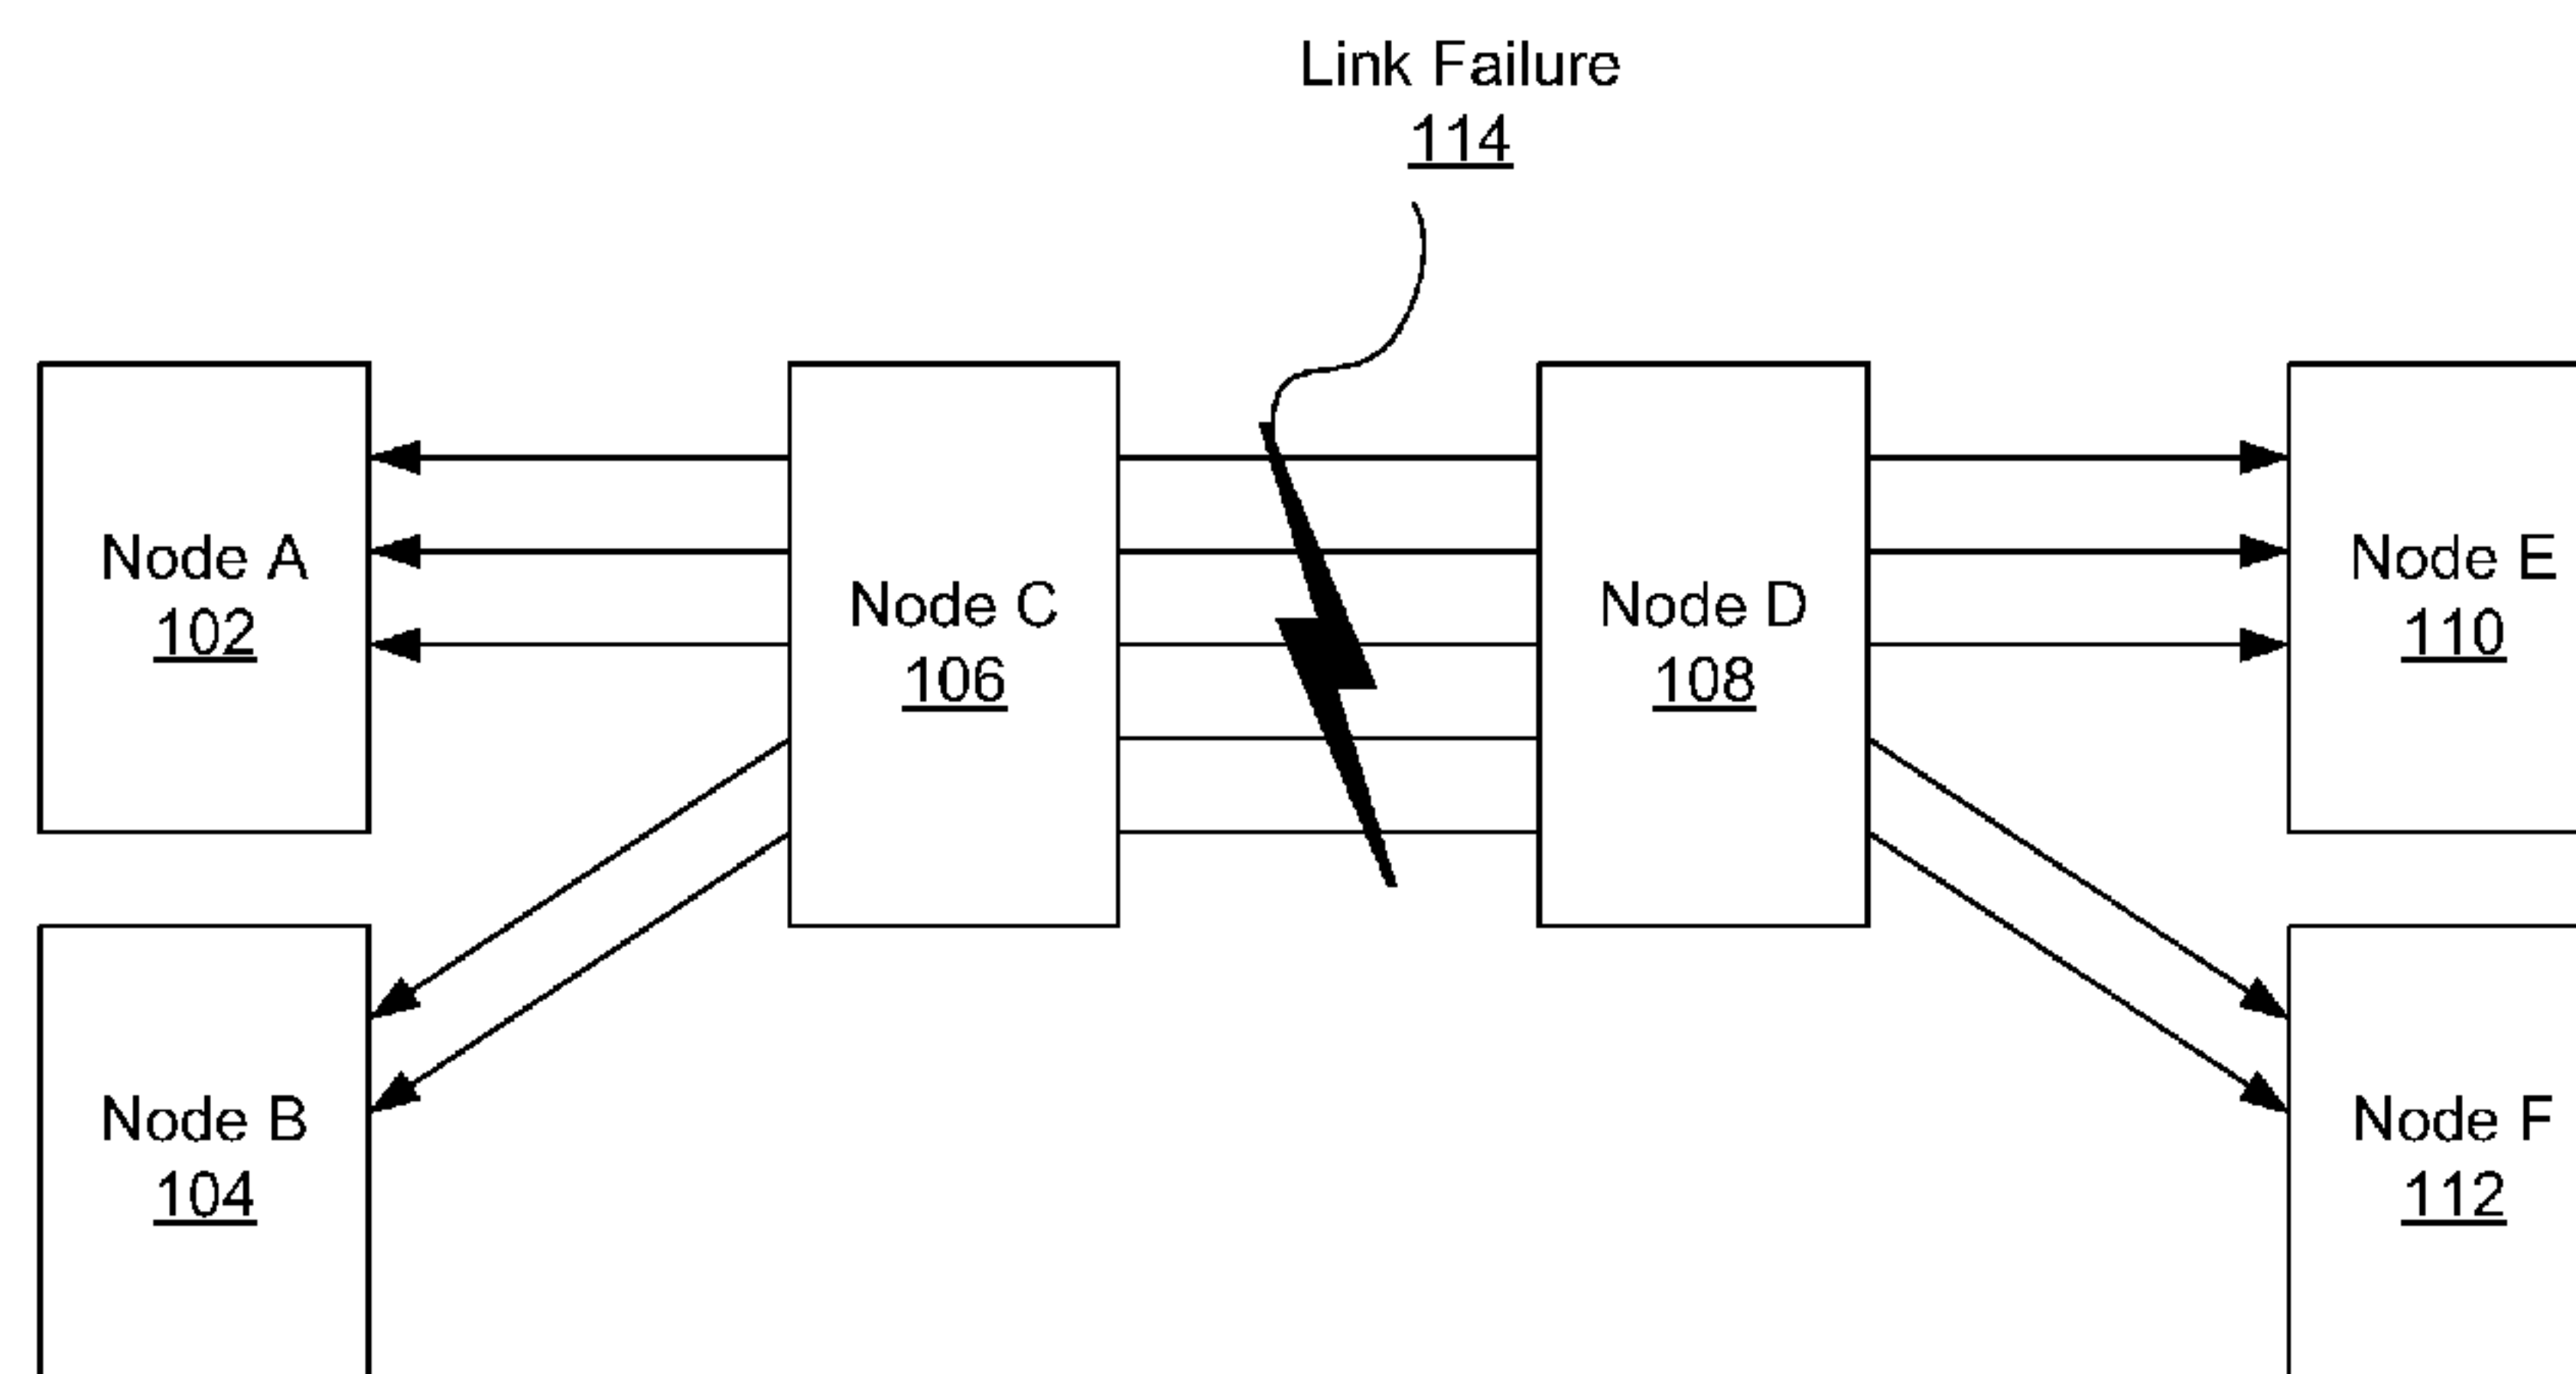 Link Failure
114
Node A
102
Node C
106
Node D
108
Node E
110
Node B
104
Node F
112